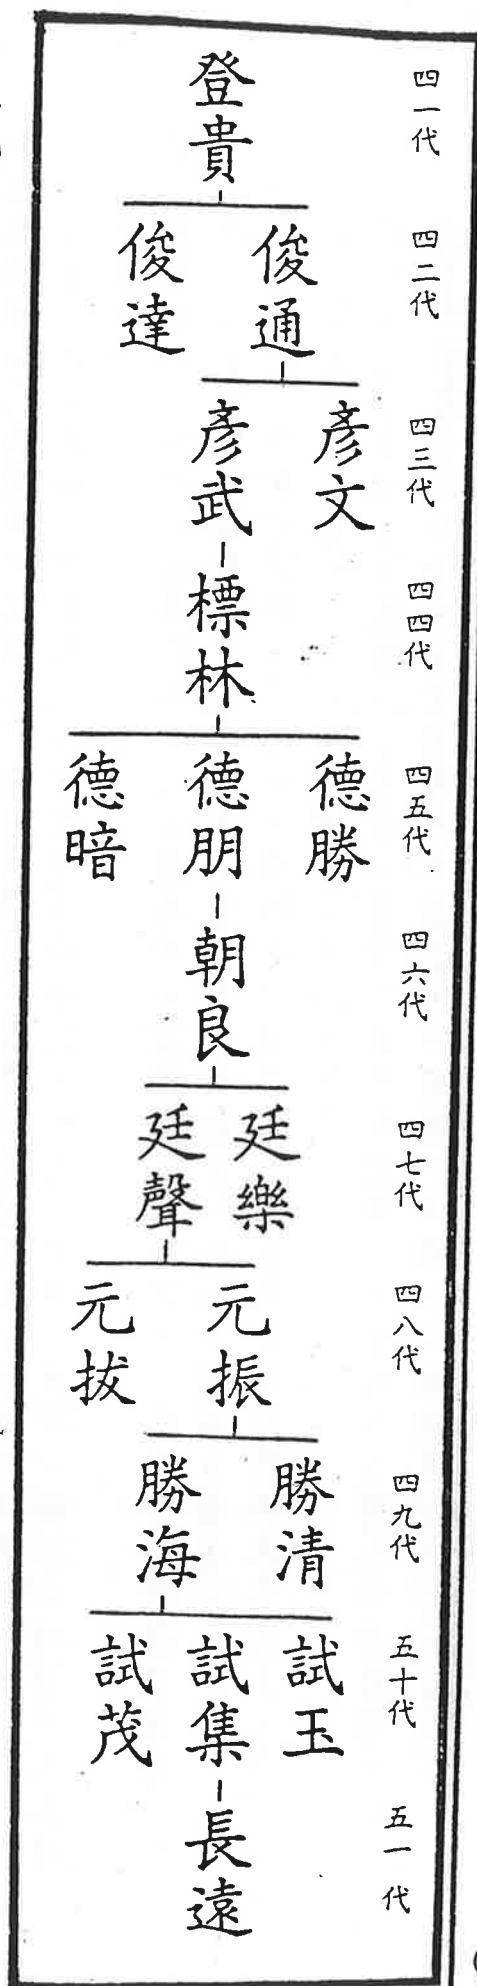 四一代
登貴
四二代
俊通
俊達
四三代
彥文
彥武
四四代
標林
四五代
德勝
德朋
德暗
四六代
朝良
四七代
廷樂
廷聲
四八代
元振
元拔
四九代
勝清
勝海
五十代
試玉
試集
試茂
五一代
長遠